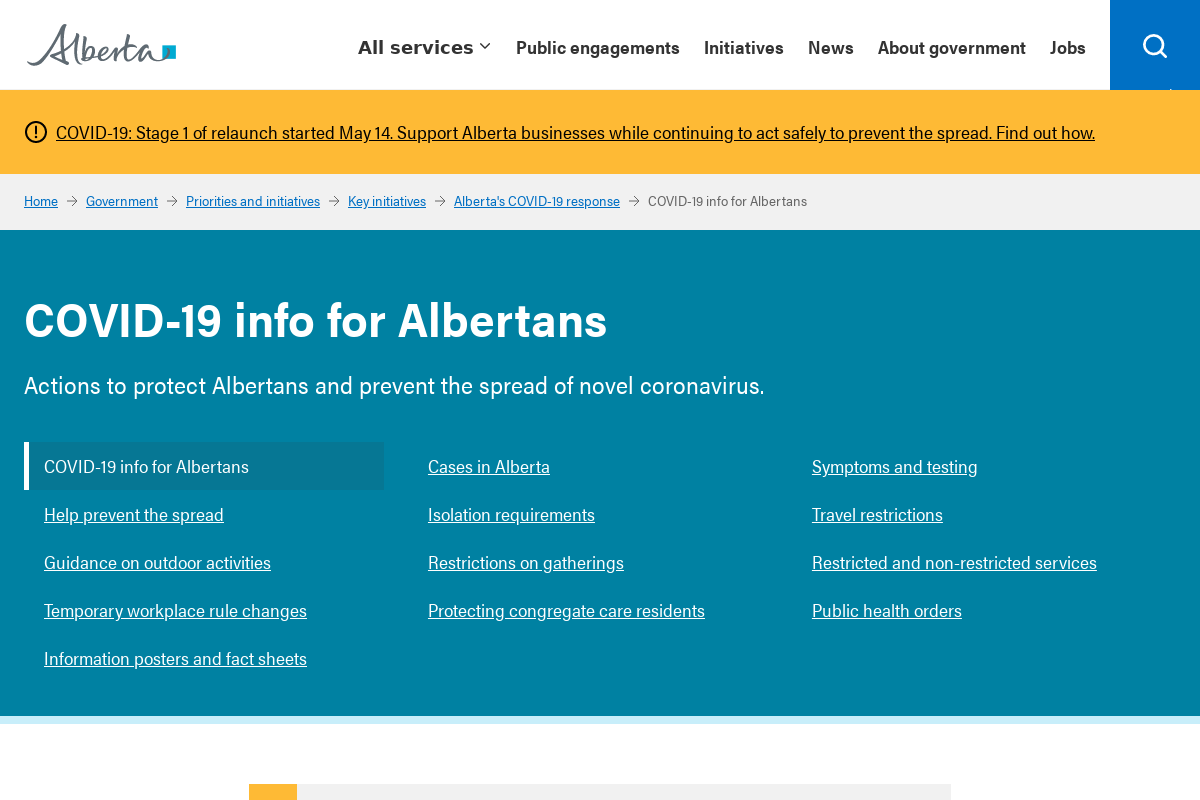 Alberta
All services
Public engagements
Initiatives
News
About government
Jobs
COVID-19: Stage 1 of relaunch started May 14. Support Alberta businesses while continuing to act safely to prevent the spread. Find out how.
Home
Government
Priorities and initiatives
Key initiatives
Alberta's COVID-19 response
COVID-19 info for Albertans
COVID-19 info for Albertans
Actions to protect Albertans and prevent the spread of novel coronavirus.
COVID-19 info for Albertans
Cases in Alberta
Symptoms and testing
Help prevent the spread
Isolation requirements
Travel restrictions
Guidance on outdoor activities
Restrictions on gatherings
Restricted and non-restricted services
Temporary workplace rule changes
Protecting congregate care residents
Public health orders
Information posters and fact sheets